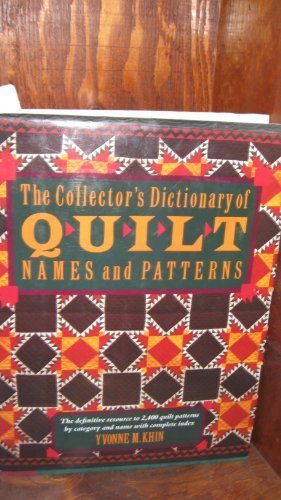 The Collector's Dictionary of
QUILT
NAMES and PATTERNS
The definitive resource to 2,400 quilt patterns
by category and name with complete index
YVONNE M. KHIN